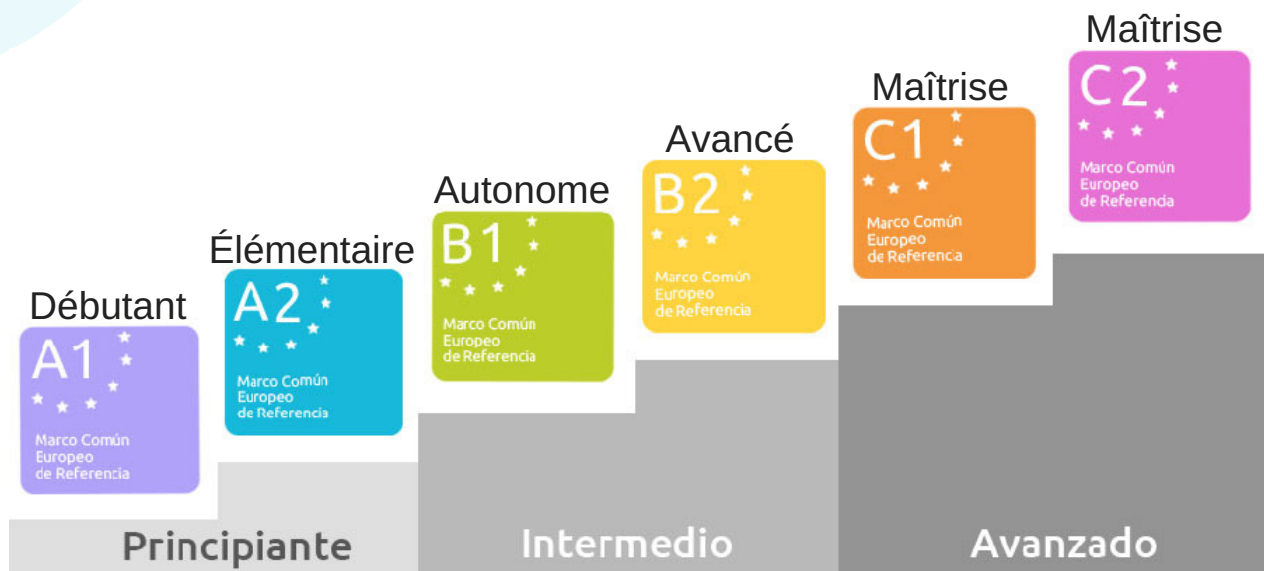 Débutant
A1
Marco Común
Europeo
de Referencia
Élémentaire
A2
Marco Común
Europeo
de Referencia
Autonome
B1
Marco Común
Europeo
de Referencia
Avancé
B2
Marco Común
Europeo
de Referencia
Maîtrise
C1
Marco Común
Europeo
de Referencia
Maîtrise
C2
Marco Común
Europeo
de Referencia
Principiante
Intermedio
Avanzado